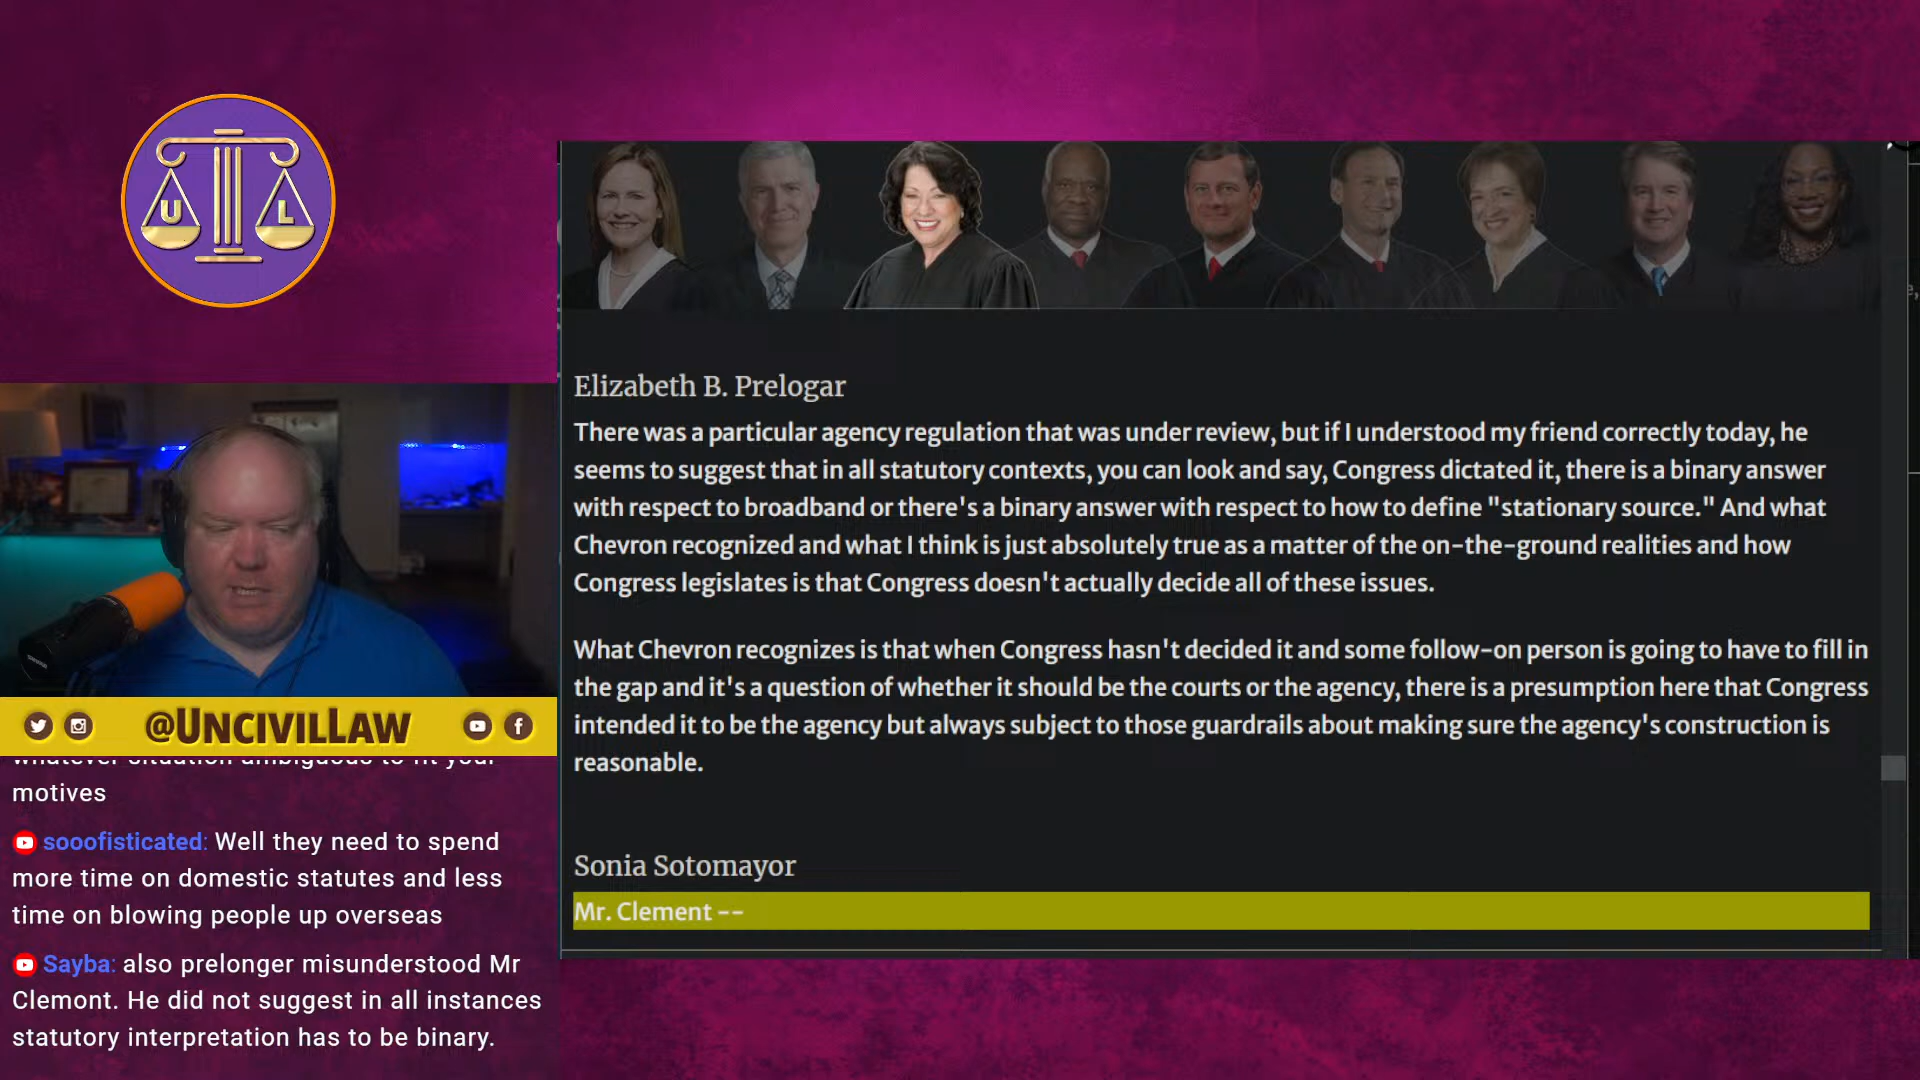 U L
Elizabeth B. Prelogar
There was a particular agency regulation that was under review, but if I understood my friend correctly today, he
seems to suggest that in all statutory contexts, you can look and say, Congress dictated it, there is a binary answer
with respect to broadband or there's a binary answer with respect to how to define "stationary source." And what
Chevron recognized and what I think is just absolutely true as a matter of the on-the-ground realities and how
Congress legislates is that Congress doesn't actually decide all of these issues.
What Chevron recognizes is that when Congress hasn't decided it and some follow-on person is going to have to fill in
the gap and it's a question of whether it should be the courts or the agency, there is a presumption here that Congress
intended it to be the agency but always subject to those guardrails about making sure the agency's construction is
reasonable.
Sonia Sotomayor
Mr. Clement --
@UNCIVILLAW
whatever situation ambiguous to fit your
motives
sooofisticated: Well they need to spend
more time on domestic statutes and less
time on blowing people up overseas
Sayba: also prelonger misunderstood Mr
Clemont. He did not suggest in all instances
statutory interpretation has to be binary.